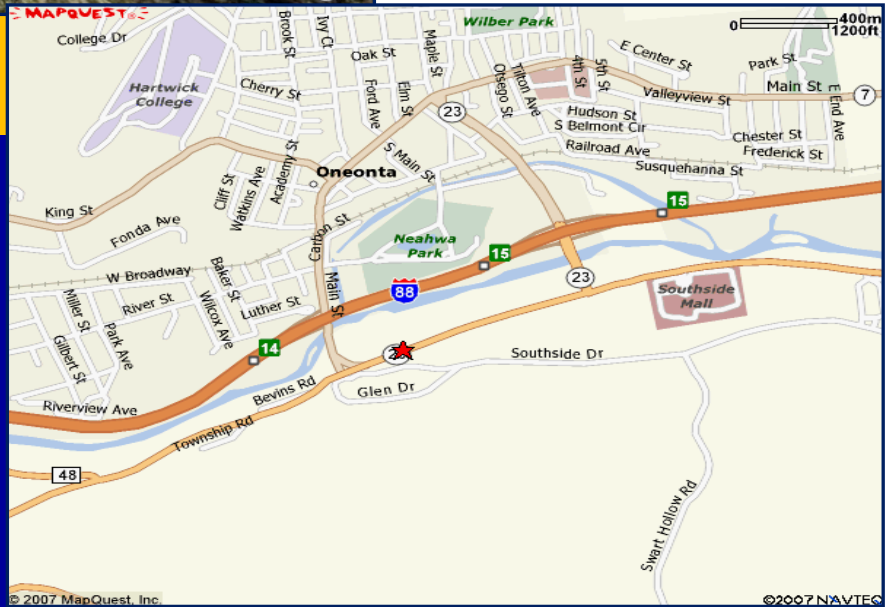 MAPQUEST
College Dr
Brook St
Ivy Ct
Maple St
Wilber Park
0 400m
1200ft
Oak St
E Center St
Park St
Hartwick
College
Cherry St
Ford Ave
Elm St
Otsego St
Tilton Ave
4th St
5th St
Valleyview St
Main St
7
E End Ave
23
Hudson St
S Belmont Cir
Chester St
Railroad Ave
Frederick St
Academy St
S Main St
Susquehanna St
Oneonta
Cliff St
Watkins Ave
King St
Fonda Ave
Carbon St
15
Neahwa
Park
15
W Broadway
Baker St
Main St
88
23
Southside
Mall
Miller St
River St
Luther St
Wilcox Ave
Park Ave
Gilbert St
14
Southside Dr
Bevins Rd
Glen Dr
Riverview Ave
Township Rd
48
Swart Hollow Rd
© 2007 MapQuest, Inc.
©2007 NAVTEQ